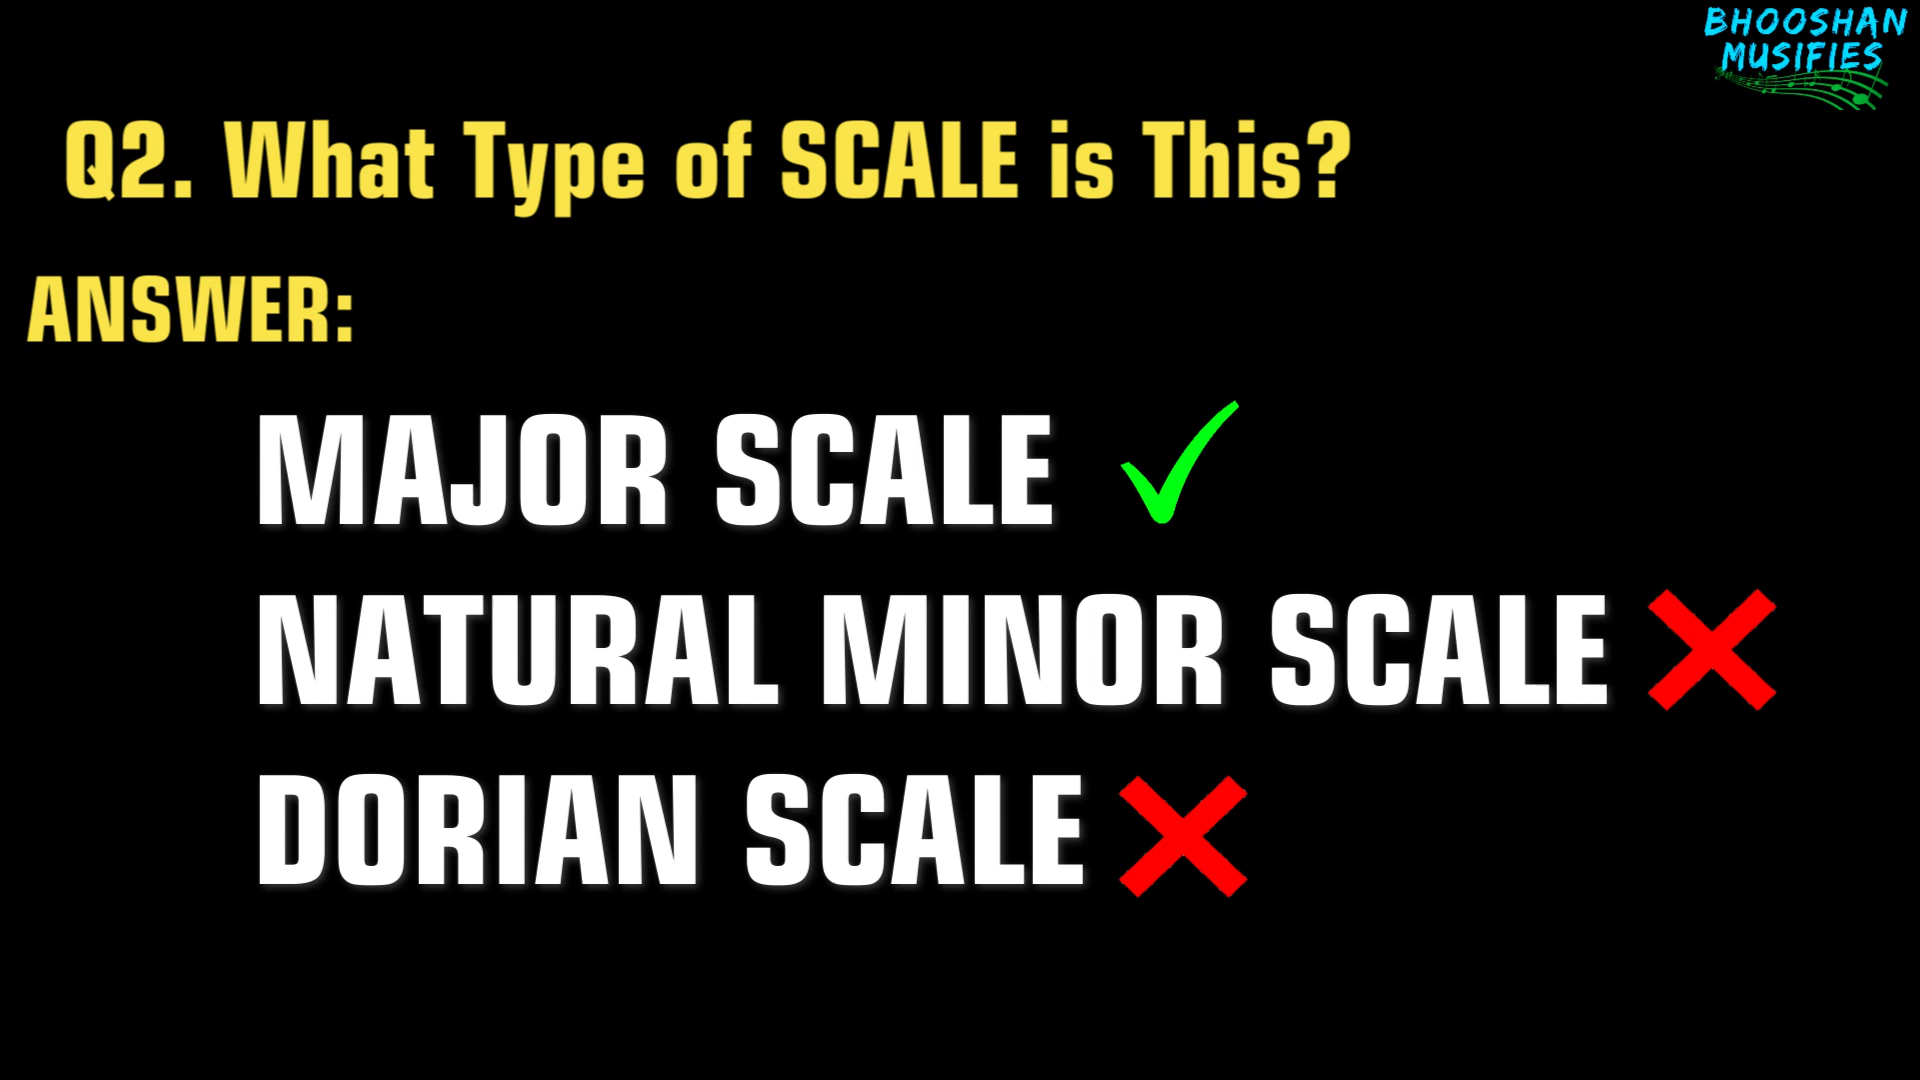 BHOOSHAN
MUSIFIES
Q2. What Type of SCALE is This?
ANSWER:
MAJOR SCALE
NATURAL MINOR SCALE
DORIAN SCALE